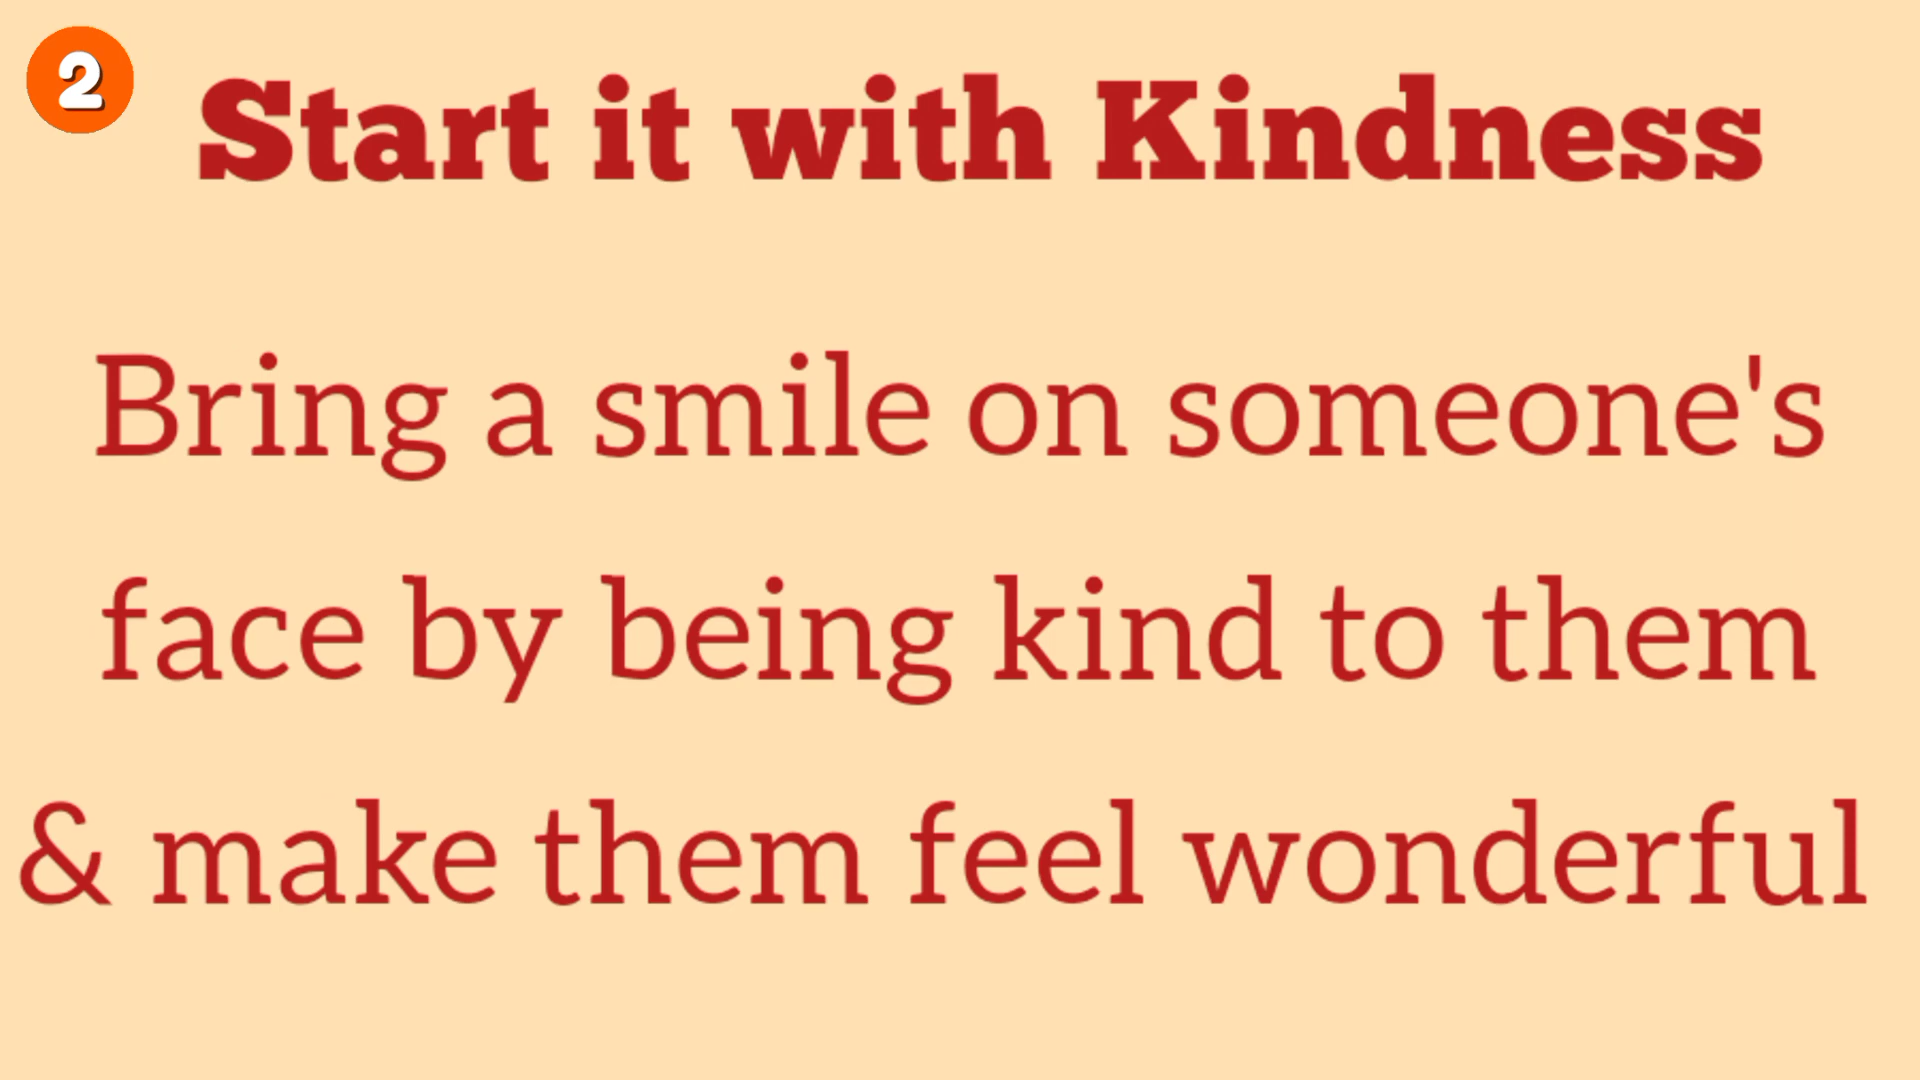 2
Start it with Kindness
Bring a smile on someone's
face by being kind to them
& make them feel wonderful